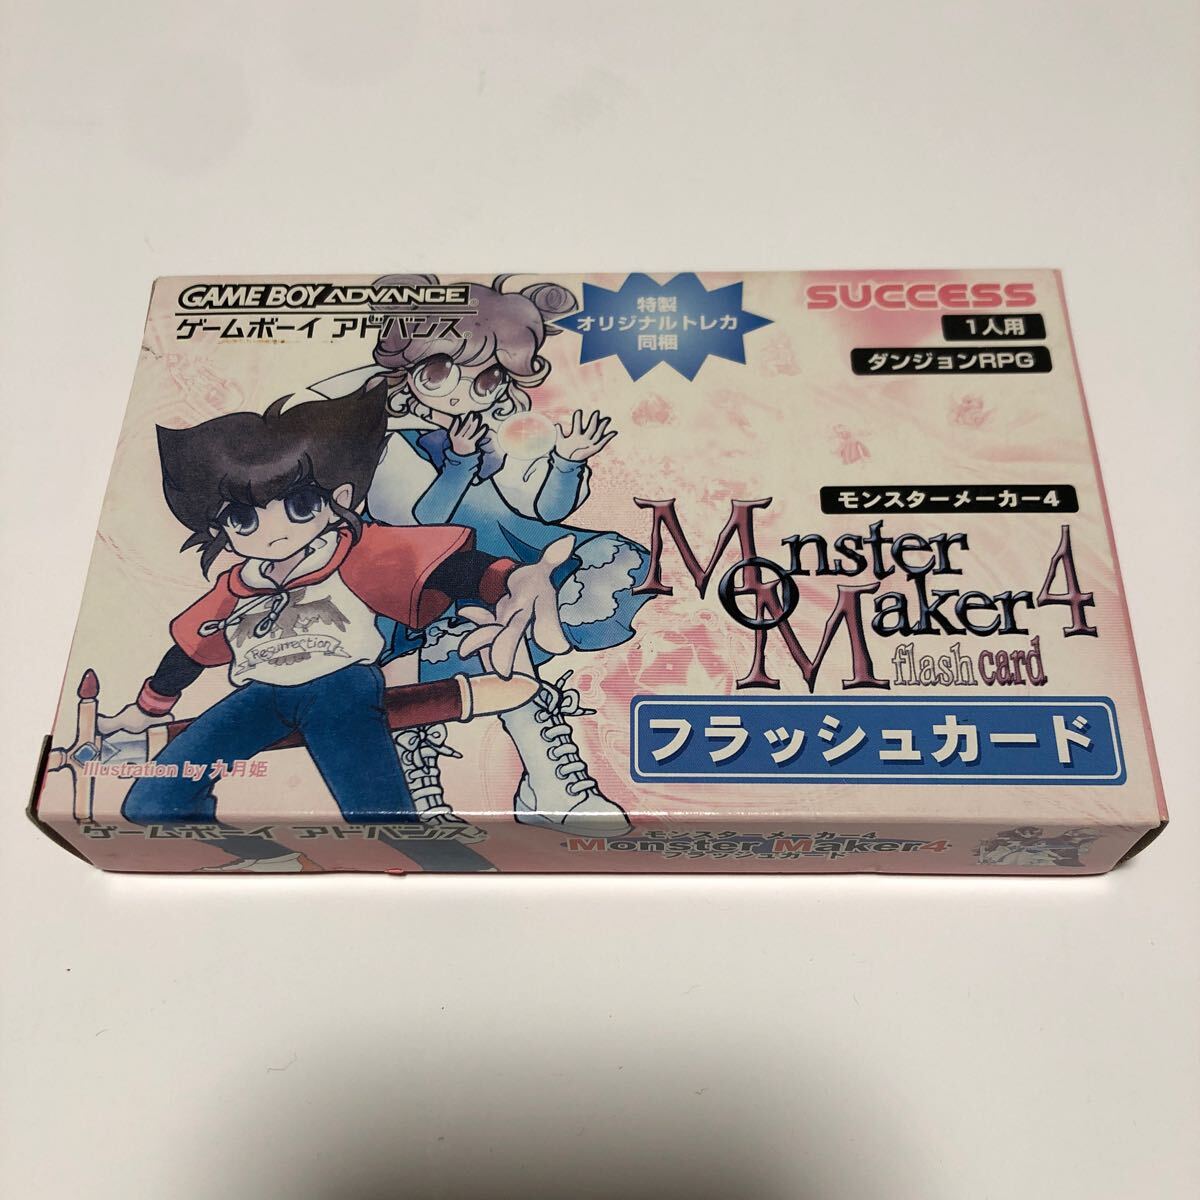 GAME BOY ADVANCE
ゲームボーイ アドバンス
特製
オリジナルトレカ
同梱
SUCCESS
1人用
ダンジョンRPG
モンスターメーカー4
Monster
Maker4
flash card
フラッシュカード
Resurrection
Illustration by 九月姫
ゲームボーイ アドバンス
モンスターメーカー4
Monster Maker4
フラッシュカード